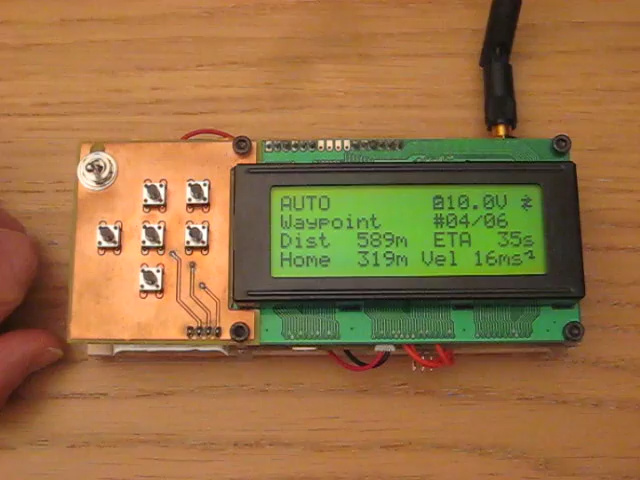 AUTO 10.0V
Waypoint #04/06
Dist 589m ETA 35s
Home 319m Vel 16ms⁻¹